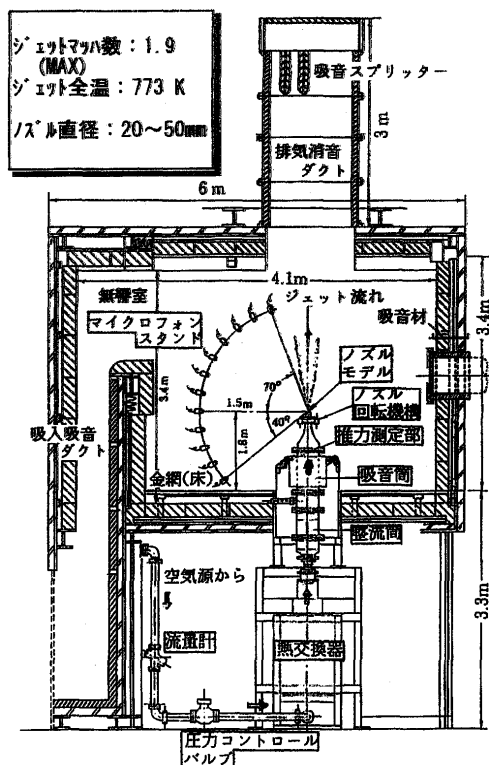 ジェットマッハ数：1.9
(MAX)
ジェット全温：773 K
ノズル直径：20～50mm
吸音スプリッター
3m
排気消音
ダクト
6m
4.1m
無響室
ジェット流れ
マイクロフォン
スタンド
吸音材
3.4m
3.4m
ノズル
モデル
70°
1.5m
40°
ノズル
回転機構
1.8m
推力測定部
吸入吸音
ダクト
金網(床)
吸音筒
整流筒
空気源から
3.3m
流量計
熱交換器
圧力コントロール
バルブ